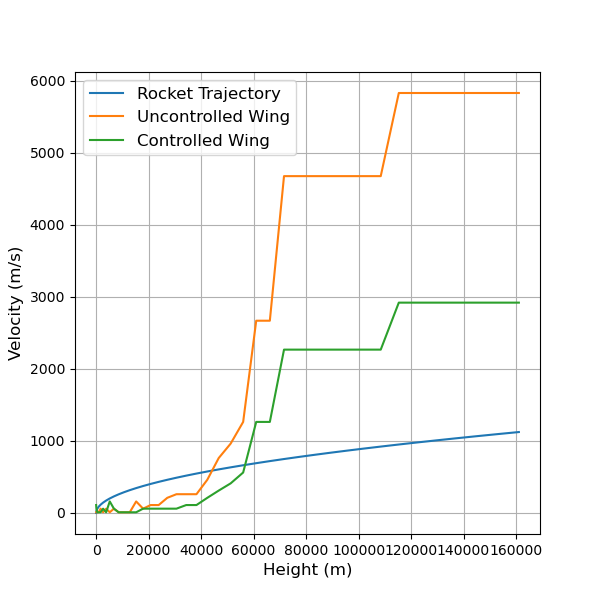 Rocket Trajectory
Uncontrolled Wing
Controlled Wing
6000
5000
4000
3000
2000
1000
0
Velocity (m/s)
0 20000 40000 60000 80000 100000 120000 140000 160000
Height (m)